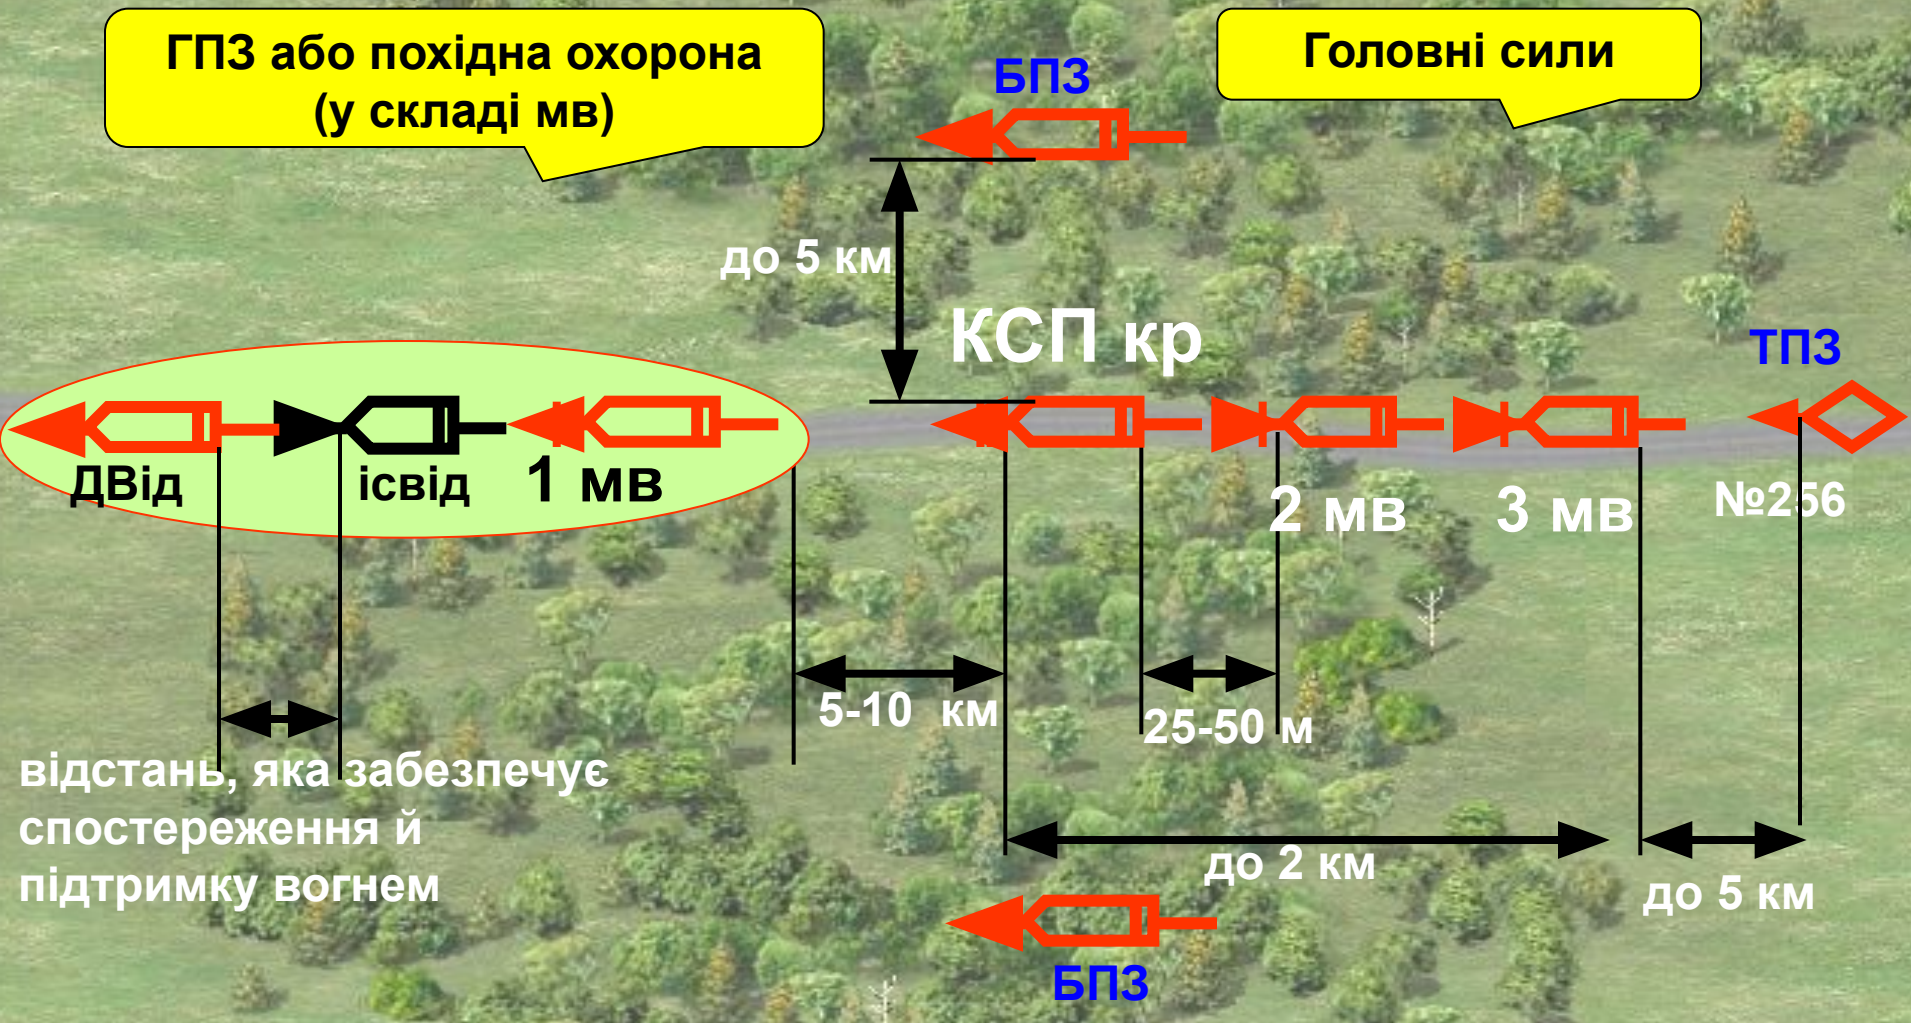 ГПЗ або похідна охорона
(у складі мв)
Головні сили
БПЗ
до 5 км
КСП кр
ТПЗ
ДВід
ісвід
1 мв
2 мв
3 мв
№256
5-10 км
25-50 м
відстань, яка забезпечує
спостереження й
підтримку вогнем
до 2 км
до 5 км
БПЗ